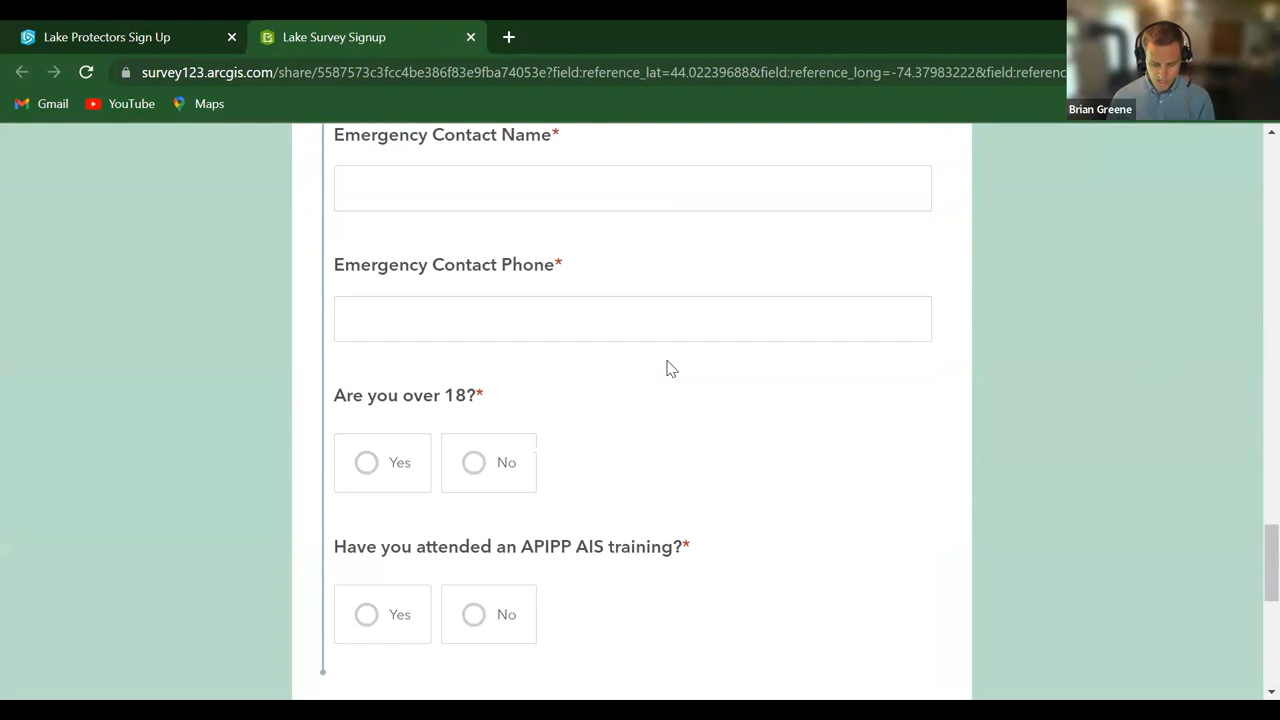 Lake Protectors Sign Up
Lake Survey Signup
survey123.arcgis.com/share/5587573c3fcc4be386f83e9fba74053e?field:reference_lat=44.02239688&field:reference_long=-74.379832222&field:referenc
Gmail
YouTube
Maps
Brian Greene
Emergency Contact Name*
Emergency Contact Phone*
Are you over 18?*
Yes
No
Have you attended an APIPP AIS training?*
Yes
No